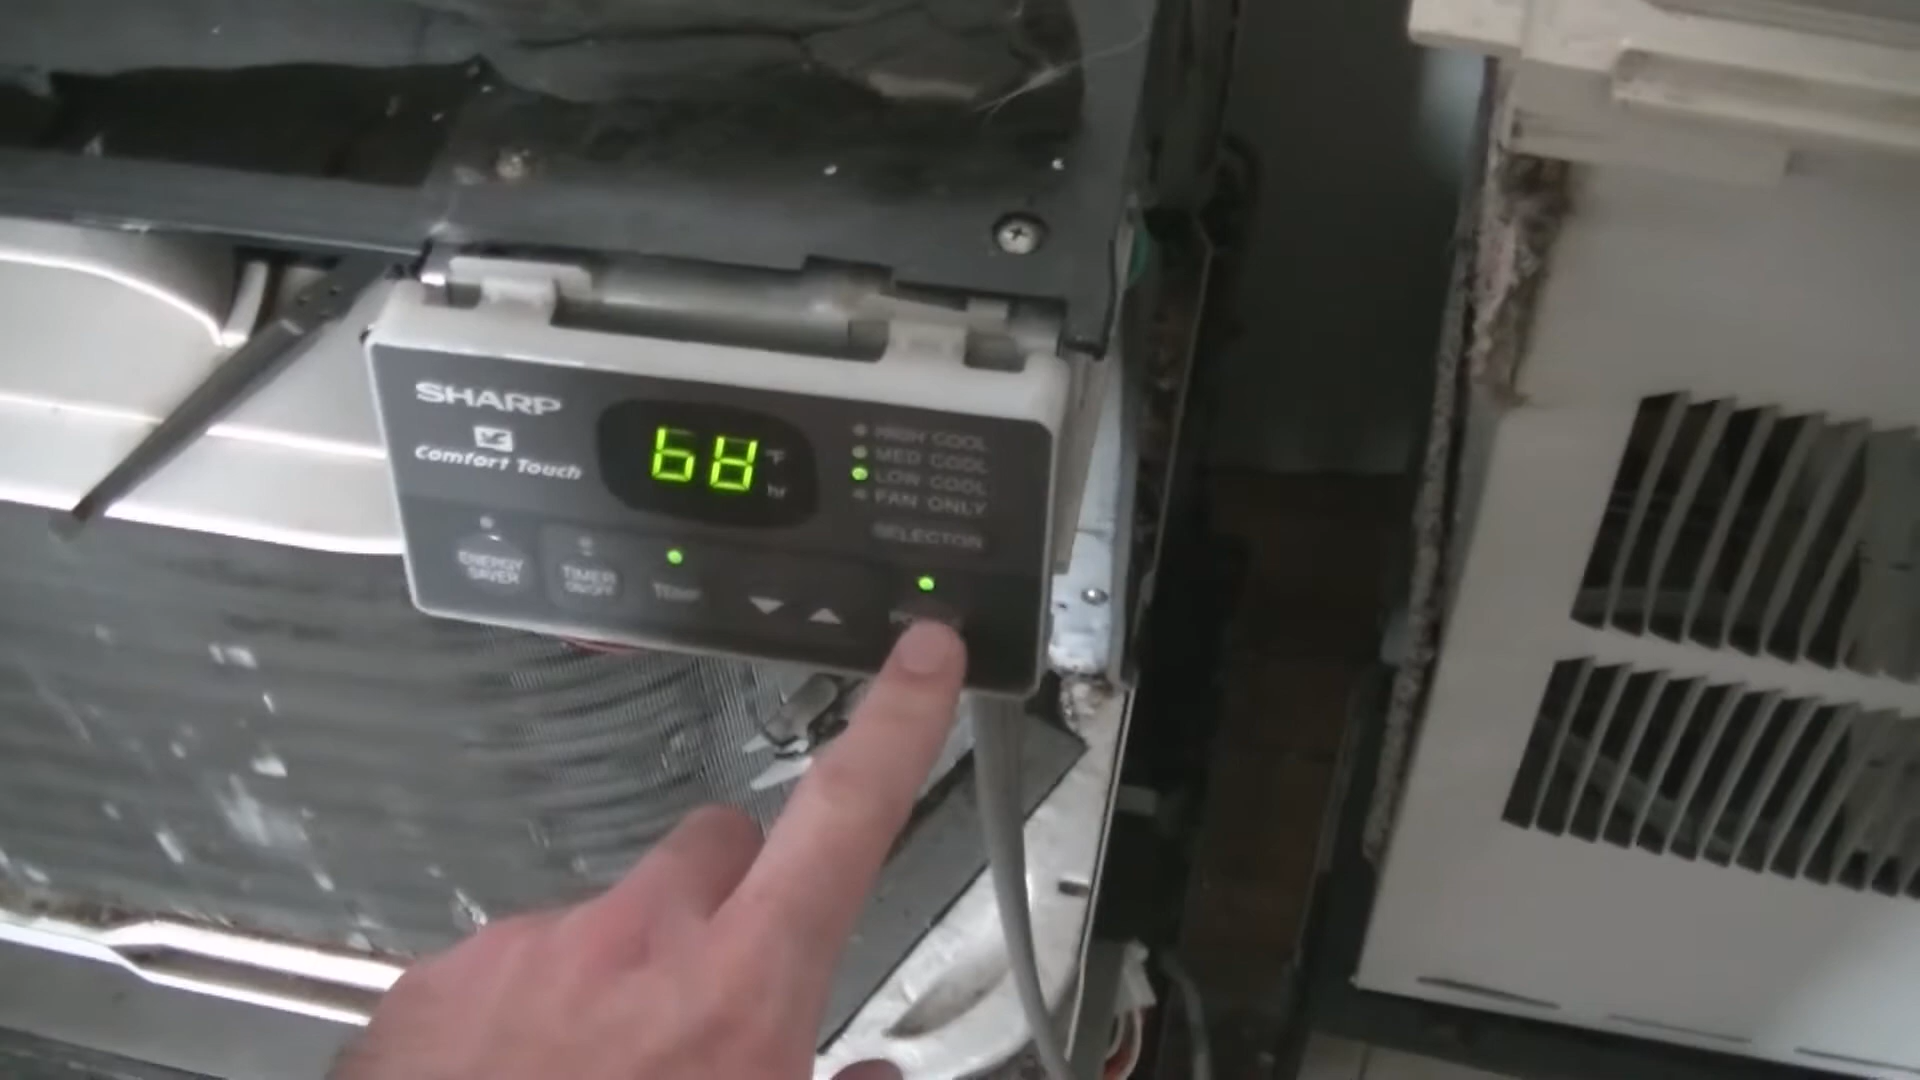 SHARP
Comfort Touch
68 °F
hr
HIGH COOL
MED COOL
LOW COOL
FAN ONLY
SELECTOR
ENERGY
SAVER
TIMER
ON/OFF
TEMP